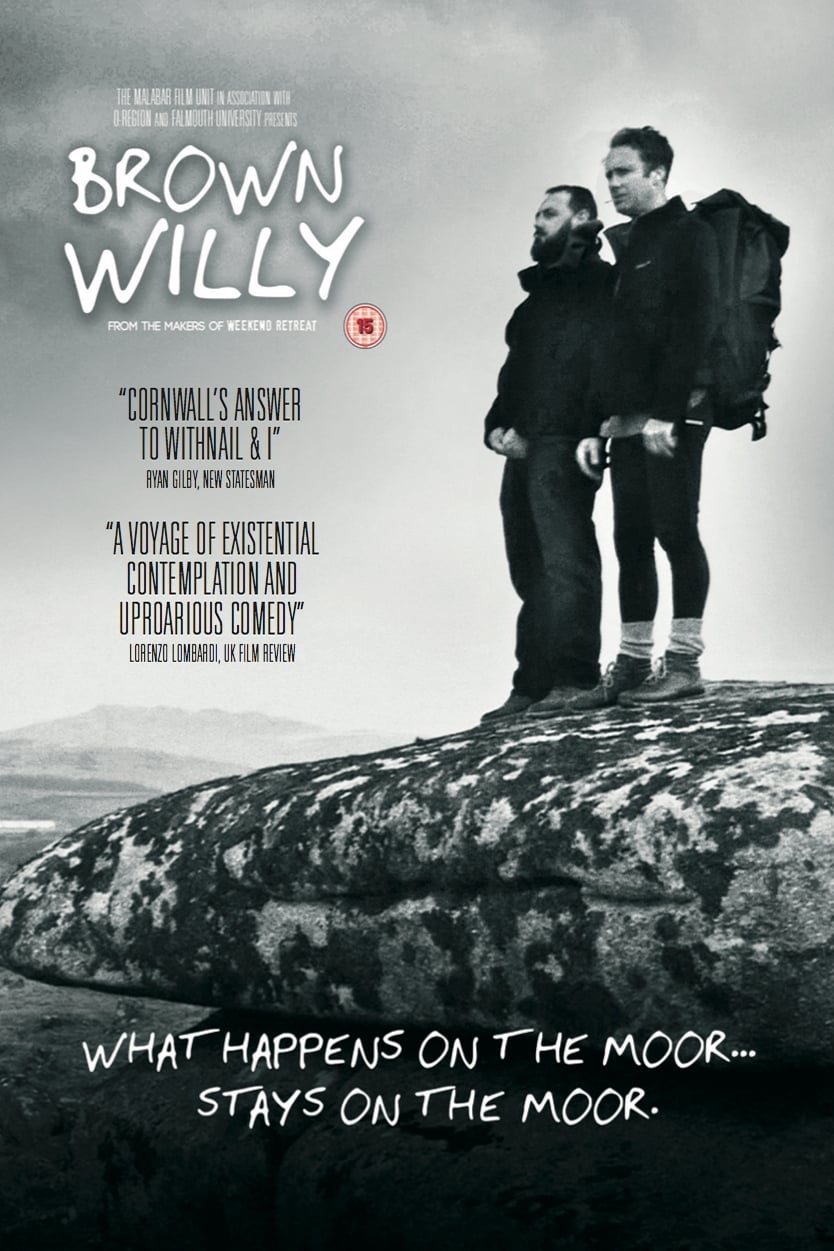 THE MALABAR FILM UNIT IN ASSOCIATION WITH
O-REGION AND FALMOUTH UNIVERSITY PRESENTS
BROWN
WILLY
FROM THE MAKERS OF WEEKEND RETREAT
15
“CORNWALL’S ANSWER
TO WITHNAIL & I”
RYAN GILBY, NEW STATESMAN
“A VOYAGE OF EXISTENTIAL
CONTEMPLATION AND
UPROARIOUS COMEDY”
LORENZO LOMBARDI, UK FILM REVIEW
WHAT HAPPENS ON THE MOOR...
STAYS ON THE MOOR.